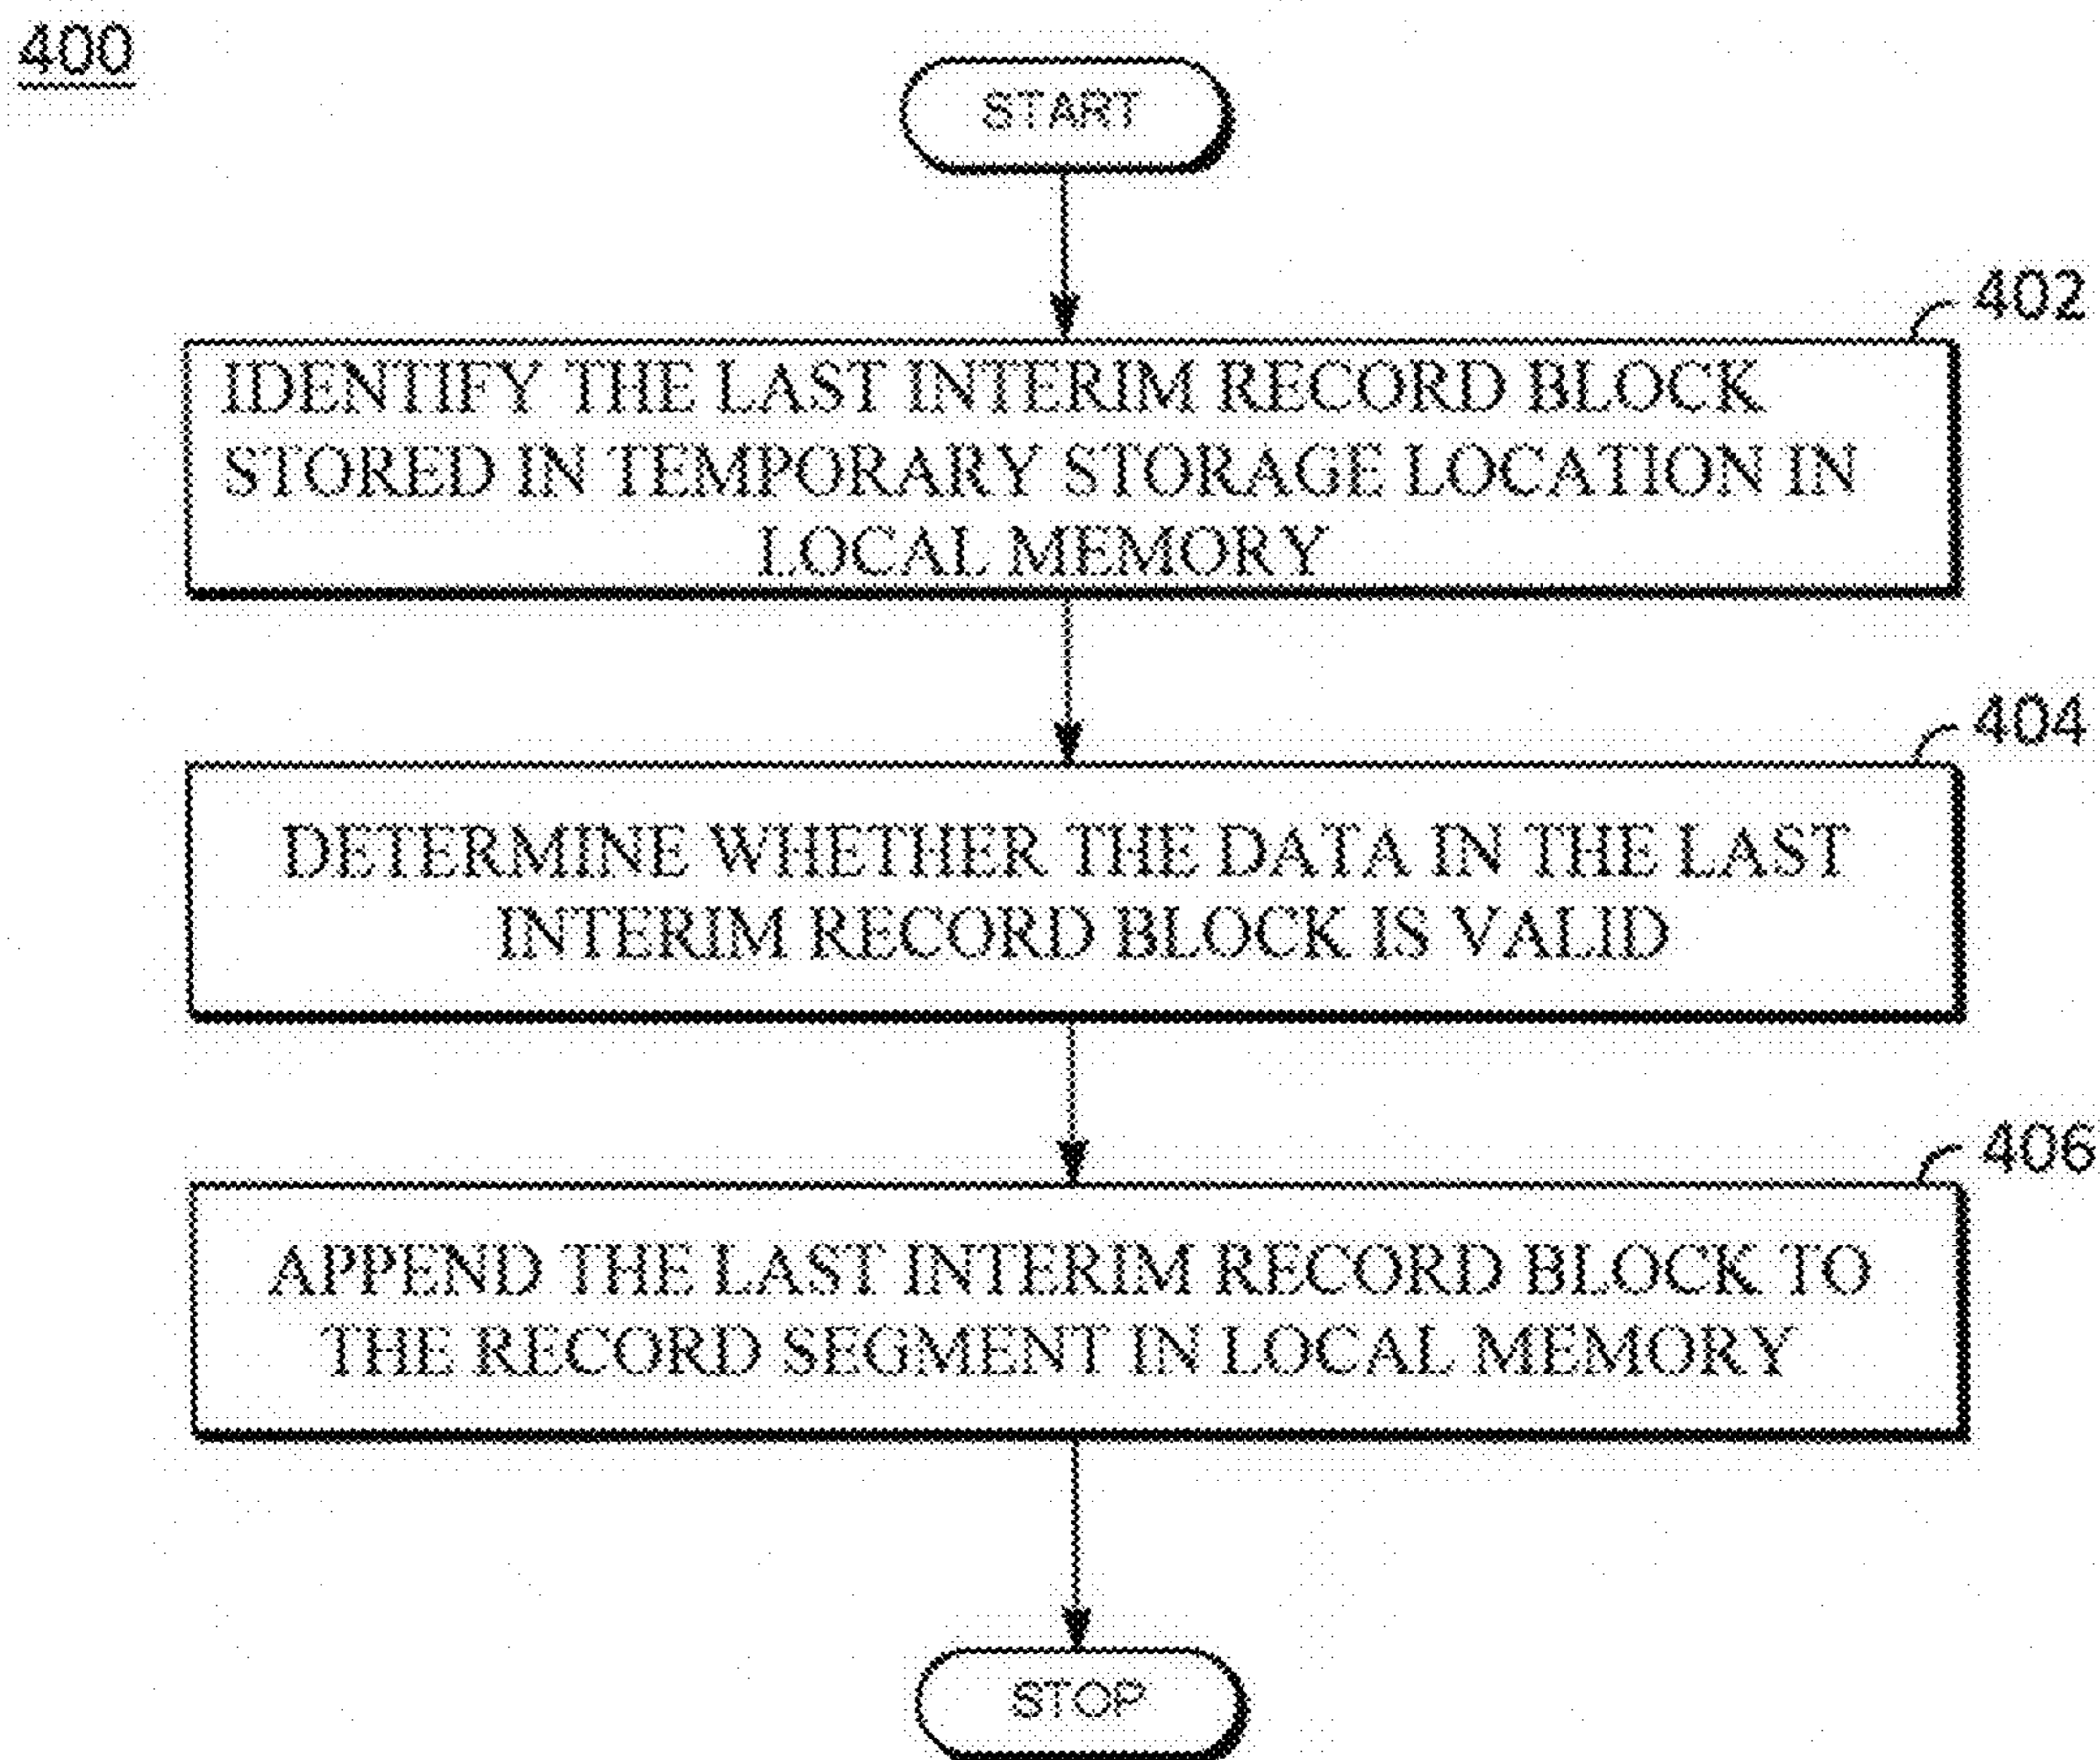 400
START
402
IDENTIFY THE LAST INTERIM RECORD BLOCK
STORED IN TEMPORARY STORAGE LOCATION IN
LOCAL MEMORY
404
DETERMINE WHETHER THE DATA IN THE LAST
INTERIM RECORD BLOCK IS VALID
406
APPEND THE LAST INTERIM RECORD BLOCK TO
THE RECORD SEGMENT IN LOCAL MEMORY
STOP